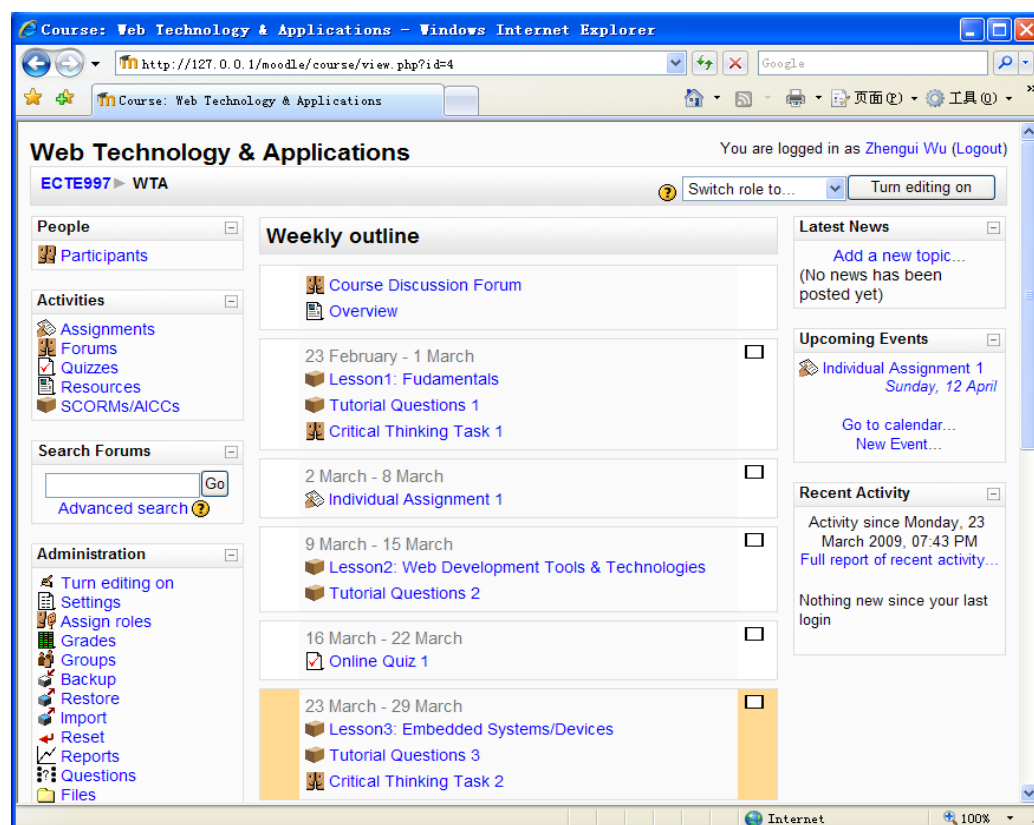 Course: Web Technology & Applications - Windows Internet Explorer
http://127.0.0.1/moodle/course/view.php?id=4
Google
Course: Web Technology & Applications
页面(P)
工具(O)
Web Technology & Applications
You are logged in as Zhengui Wu (Logout)
ECTE997 ► WTA
Switch role to...
Turn editing on
People
Participants
Activities
Assignments
Forums
Quizzes
Resources
SCORMs/AICCs
Search Forums
Go
Advanced search
Administration
Turn editing on
Settings
Assign roles
Grades
Groups
Backup
Restore
Import
Reset
Reports
Questions
Files
Weekly outline
Course Discussion Forum
Overview
23 February - 1 March
Lesson1: Fudamentals
Tutorial Questions 1
Critical Thinking Task 1
2 March - 8 March
Individual Assignment 1
9 March - 15 March
Lesson2: Web Development Tools & Technologies
Tutorial Questions 2
16 March - 22 March
Online Quiz 1
23 March - 29 March
Lesson3: Embedded Systems/Devices
Tutorial Questions 3
Critical Thinking Task 2
Latest News
Add a new topic...
(No news has been
posted yet)
Upcoming Events
Individual Assignment 1
Sunday, 12 April
Go to calendar...
New Event...
Recent Activity
Activity since Monday, 23
March 2009, 07:43 PM
Full report of recent activity...
Nothing new since your last
login
Internet
100%